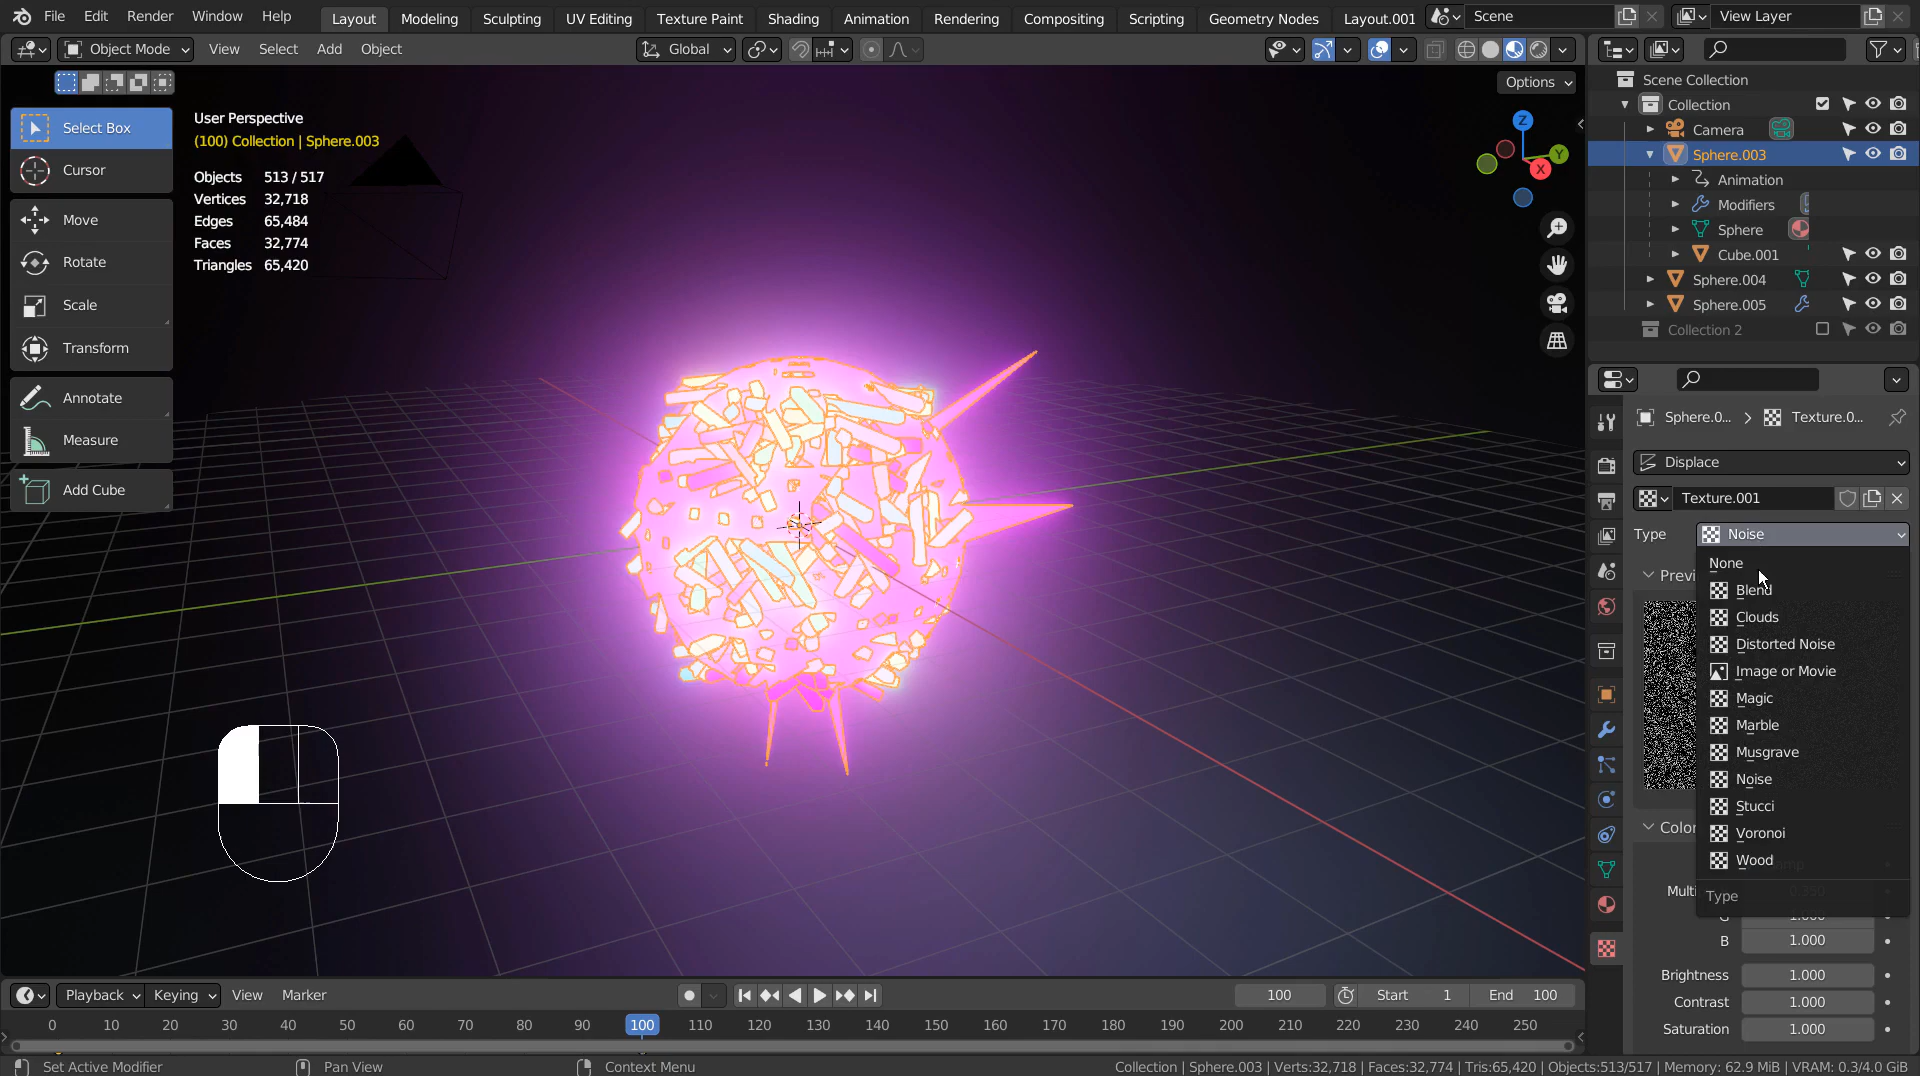 File Edit Render Window Help Layout Modeling Sculpting UV Editing Texture Paint Shading Animation Rendering Compositing Scripting Geometry Nodes Layout.001 Scene View Layer
Object Mode View Select Add Object Global
Options
Select Box
Cursor
Move
Rotate
Scale
Transform
Annotate
Measure
Add Cube
User Perspective
(100) Collection | Sphere.003
Objects 513 / 517
Vertices 32,718
Edges 65,484
Faces 32,774
Triangles 65,420
Z
Y
X
Scene Collection
Collection
Camera
Sphere.003
Animation
Modifiers
Sphere
Cube.001
Sphere.004
Sphere.005
Collection 2
Sphere.0... Texture.0...
Displace
Texture.001
Type Noise
Previ
None
Blend
Clouds
Distorted Noise
Image or Movie
Magic
Marble
Musgrave
Noise
Stucci
Voronoi
Wood
Type
Color
Multi
G 1.000
B 1.000
Brightness 1.000
Contrast 1.000
Saturation 1.000
Playback Keying View Marker 100 Start 1 End 100
0 10 20 30 40 50 60 70 80 90 100 110 120 130 140 150 160 170 180 190 200 210 220 230 240 250
Set Active Modifier Pan View Context Menu Collection | Sphere.003 | Verts:32,718 | Faces:32,774 | Tris:65,420 | Objects:513/517 | Memory: 62.9 MiB | VRAM: 0.3/4.0 GiB